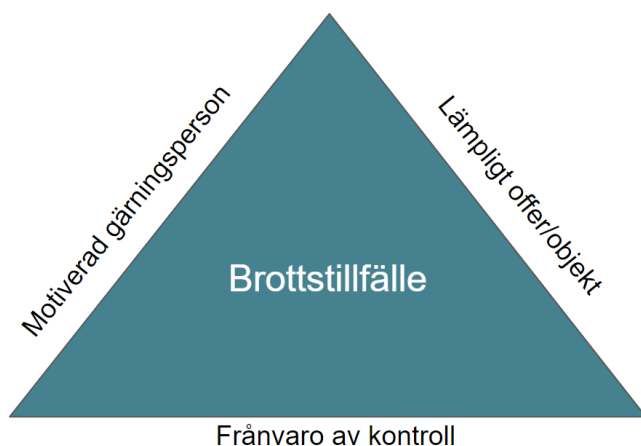 Motiverad gärningsperson
Lämpligt offer/objekt
Brottstillfälle
Frånvaro av kontroll